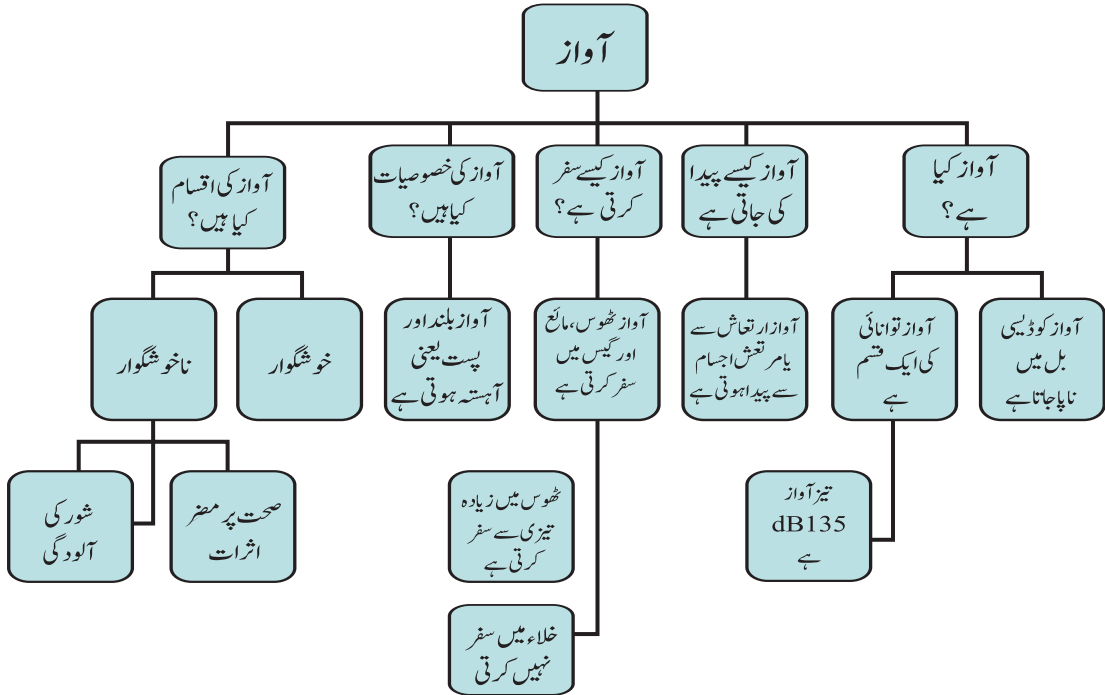 آواز
آواز کیا
ہے؟
آواز کیسے پیدا
کی جاتی ہے
آواز کیسے سفر
کرتی ہے؟
آواز کی خصوصیات
کیا ہیں؟
آواز کی اقسام
کیا ہیں؟
آواز کو ڈیسی
بل میں
ناپا جاتا ہے
آواز توانائی
کی ایک قسم
ہے
آواز ارتعاش سے
یا مرتعش اجسام
سے پیدا ہوتی ہے
آواز ٹھوس، مائع
اور گیس میں
سفر کرتی ہے
آواز بلند اور
پست یعنی
آہستہ ہوتی ہے
خوشگوار
ناخوشگوار
تیز آواز
dB135
ہے
ٹھوس میں زیادہ
تیزی سے سفر
کرتی ہے
صحت پر مضر
اثرات
شور کی
آلودگی
خلاء میں سفر
نہیں کرتی